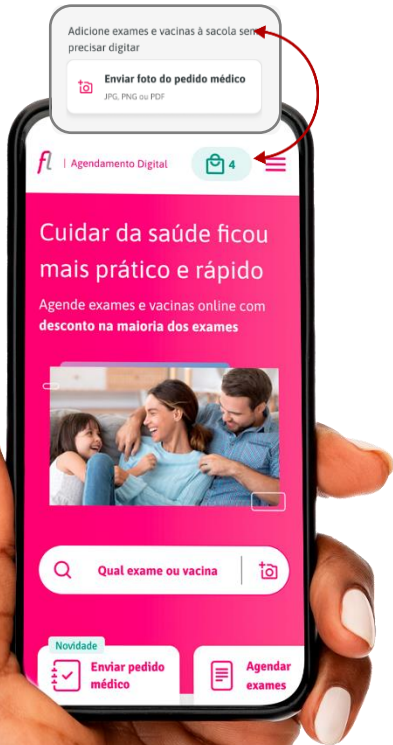 Adicione exames e vacinas à sacola sem
precisar digitar
Enviar foto do pedido médico
JPG, PNG ou PDF
fl | Agendamento Digital 4
Cuidar da saúde ficou
mais prático e rápido
Agende exames e vacinas online com
desconto na maioria dos exames
Qual exame ou vacina
Novidade
Enviar pedido
médico
Agendar
exames